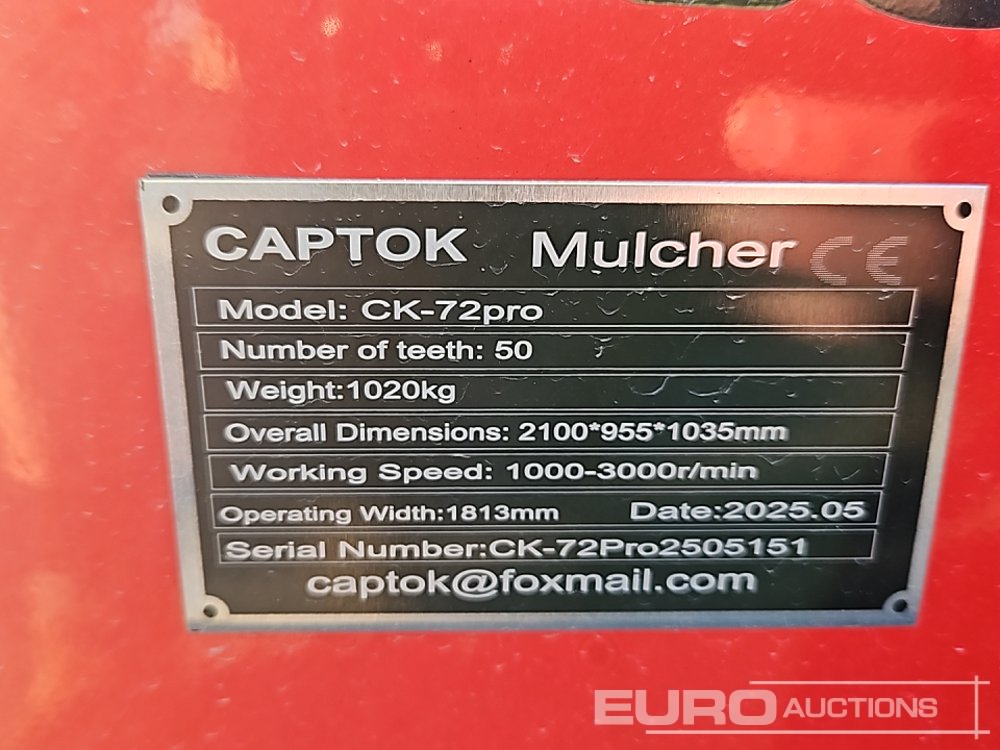 CAPTOK Mulcher CE
Model: CK-72pro
Number of teeth: 50
Weight:1020kg
Overall Dimensions: 2100*955*1035mm
Working Speed: 1000-3000r/min
Operating Width:1813mm Date:2025.05
Serial Number:CK-72Pro2505151
captok@foxmail.com
EURO AUCTIONS